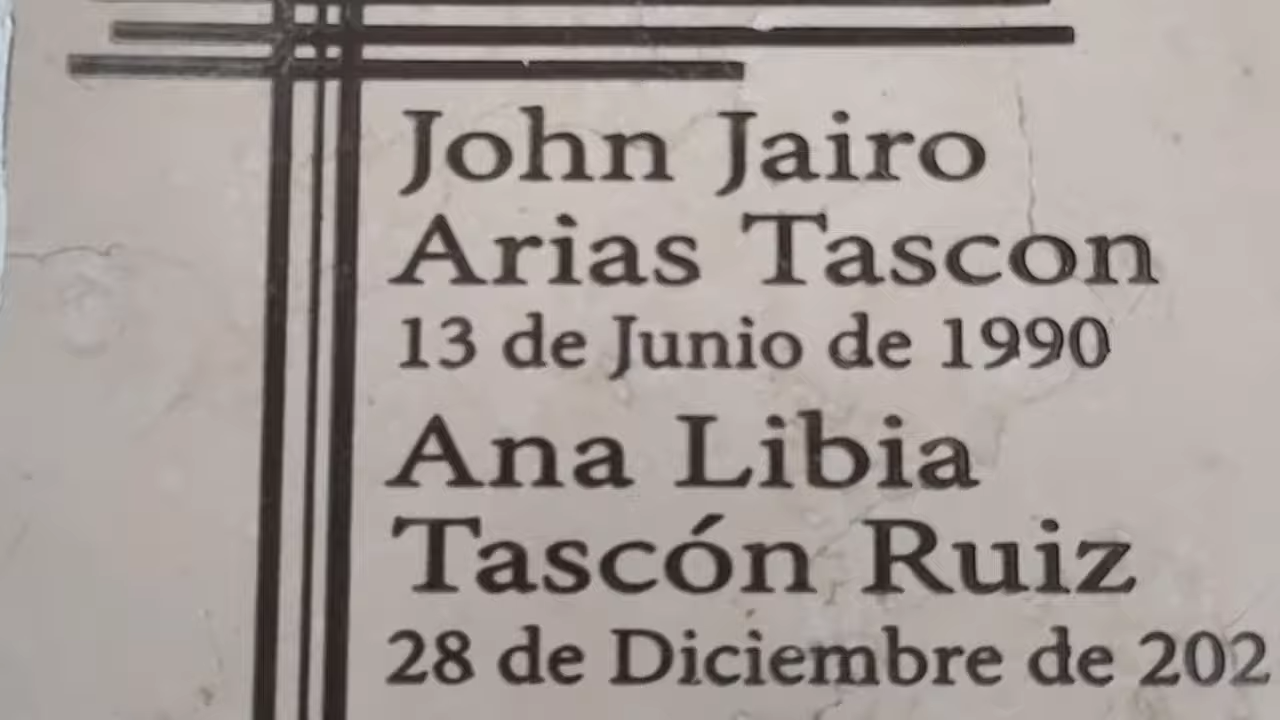 John Jairo
Arias Tascon
13 de Junio de 1990
Ana Libia
Tascón Ruiz
28 de Diciembre de 202